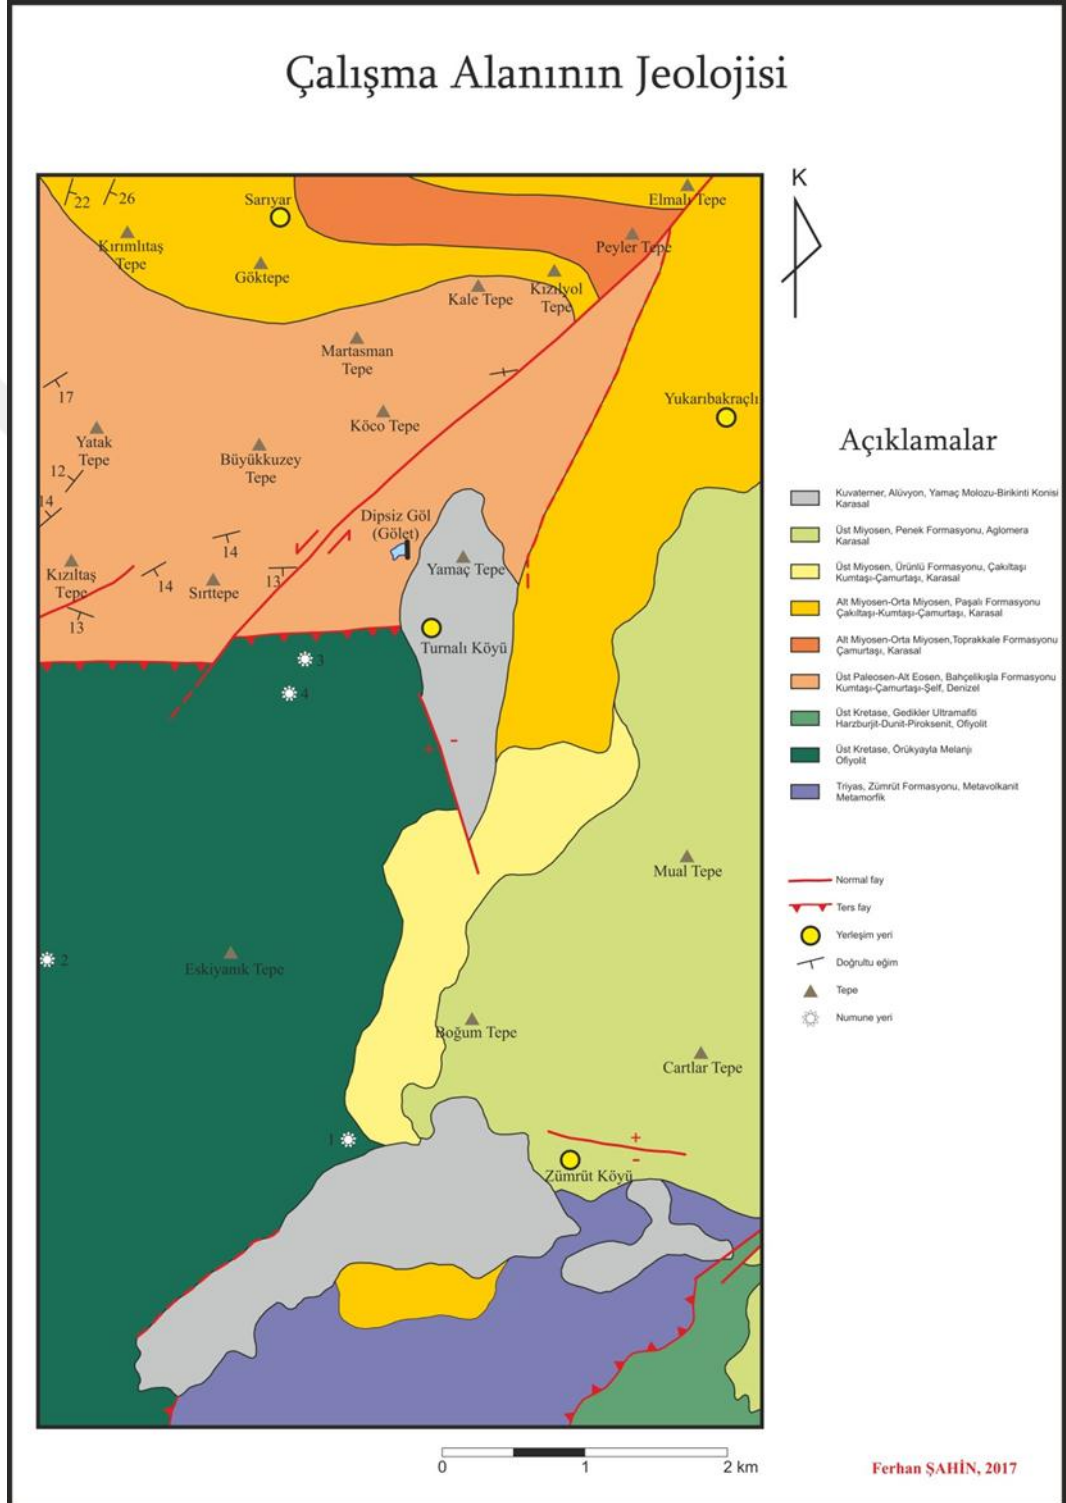 Çalışma Alanının Jeolojisi
K
22
26
Sarıyar
Elmalı Tepe
Kırımlıtaş
Tepe
Göktepe
Peyler Tepe
Kale Tepe
Kızılyol
Tepe
Martasman
Tepe
17
Köco Tepe
Yukarıbakraçlı
Yatak
Tepe
Büyükkuzey
Tepe
12
14
Dipsiz Göl
(Gölet)
14
Yamaç Tepe
Kızıltaş
Tepe
14
Sırttepe
13
13
Turnalı Köyü
3
4
+
-
Mual Tepe
2
Eskiyanık Tepe
Boğum Tepe
Cartlar Tepe
1
+
-
Zümrüt Köyü
Açıklamalar
Kuvaterner, Alüvyon, Yamaç Molozu-Birikinti Konisi
Karasal
Üst Miyosen, Penek Formasyonu, Aglomera
Karasal
Üst Miyosen, Ürünlü Formasyonu, Çakıltaşı
Kumtaşı-Çamurtaşı, Karasal
Alt Miyosen-Orta Miyosen, Paşalı Formasyonu
Çakıltaşı-Kumtaşı-Çamurtaşı, Karasal
Alt Miyosen-Orta Miyosen,Toprakkale Formasyonu
Çamurtaşı, Karasal
Üst Paleosen-Alt Eosen, Bahçelikışla Formasyonu
Kumtaşı-Çamurtaşı-Şelf, Denizel
Üst Kretase, Gedikler Ultramafiti
Harzburjit-Dunit-Piroksenit, Ofiyolit
Üst Kretase, Örükyayla Melanjı
Ofiyolit
Triyas, Zümrüt Formasyonu, Metavolkanit
Metamorfik
Normal fay
Ters fay
Yerleşim yeri
Doğrultu eğim
Tepe
Numune yeri
0
1
2 km
Ferhan ŞAHİN, 2017